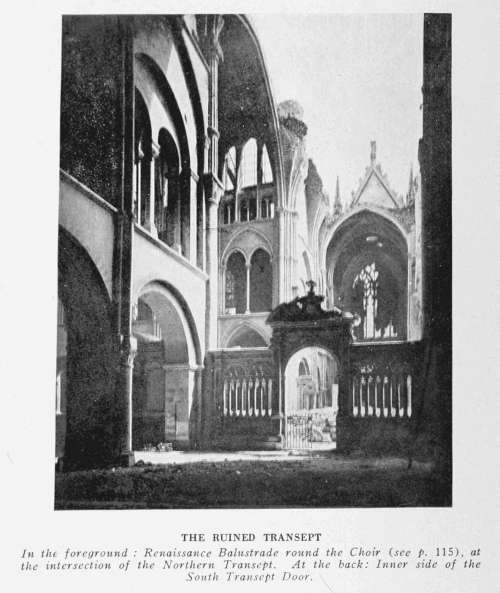 THE RUINED TRANSEPT
In the foreground : Renaissance Balustrade round the Choir (see p. 115), at
the intersection of the Northern Transept. At the back: Inner side of the
South Transept Door.